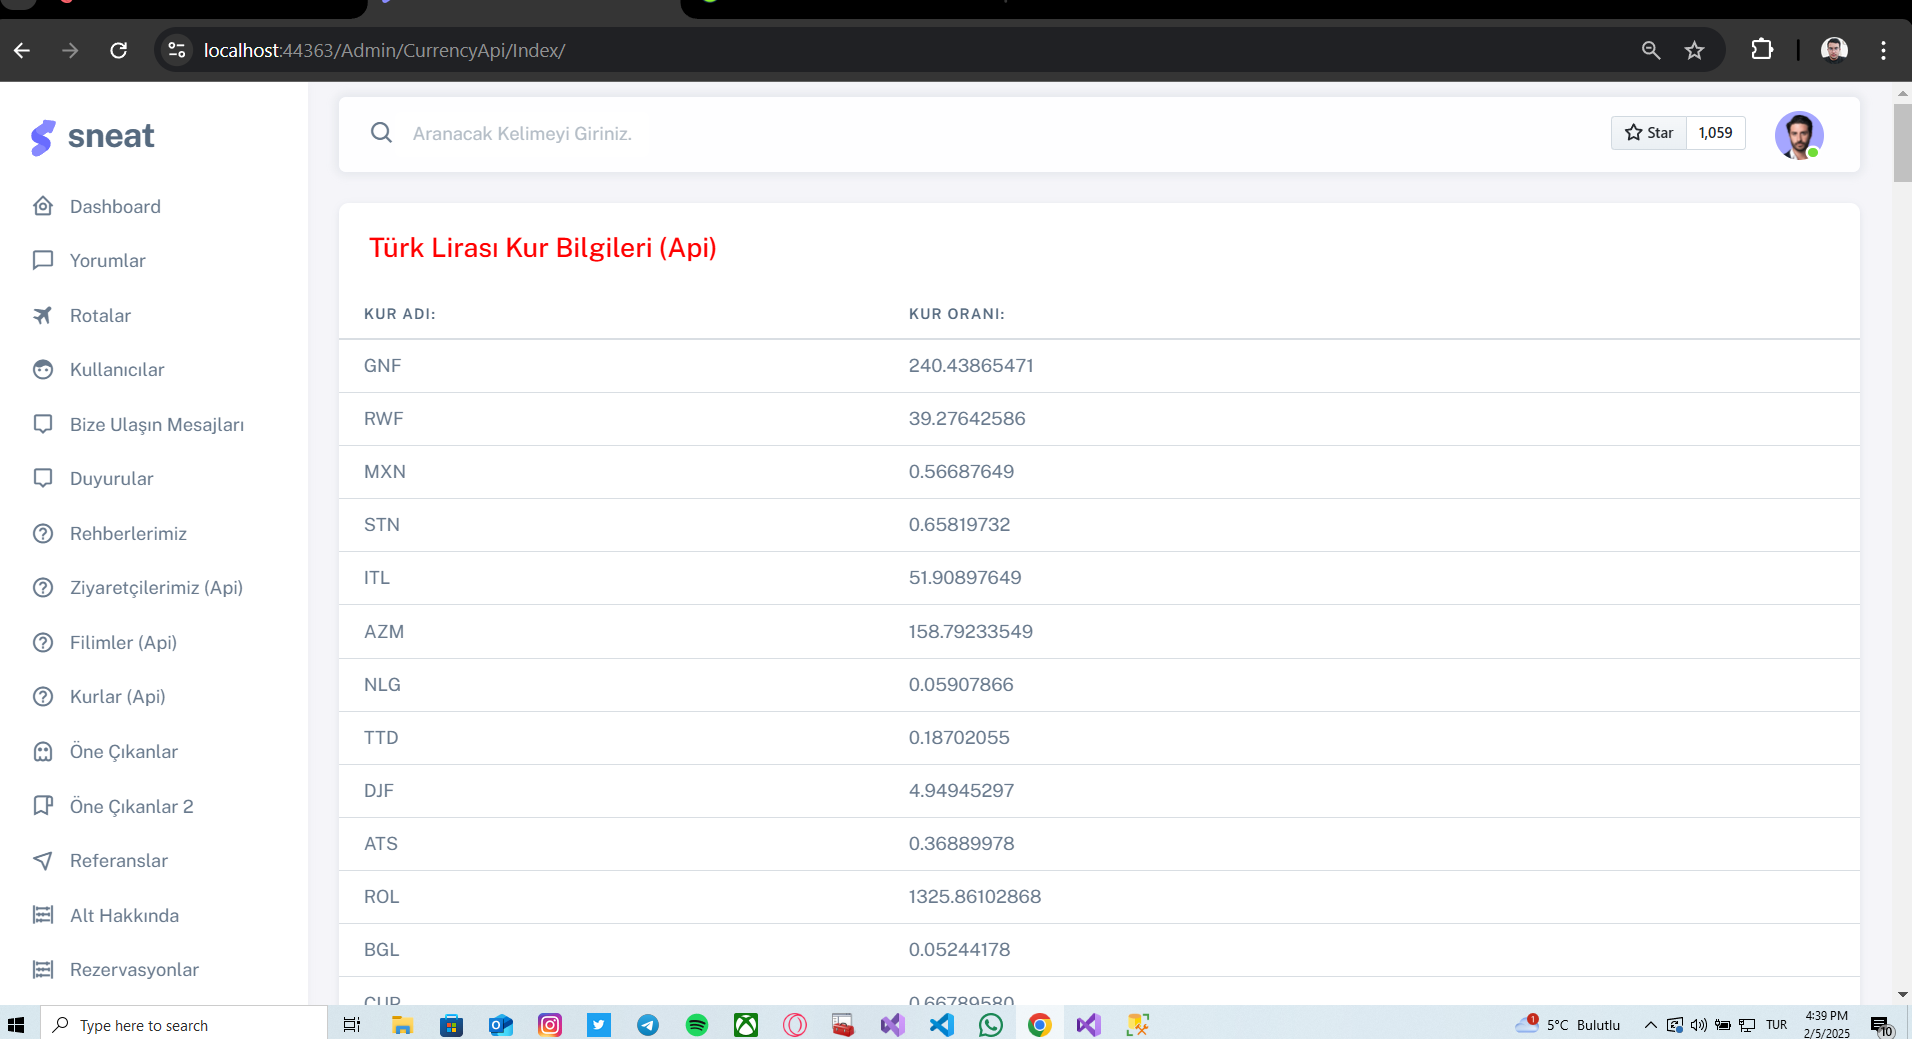 localhost:44363/Admin/CurrencyApi/Index/
sneat
Aranacak Kelimeyi Giriniz.
Star 1,059
Dashboard
Yorumlar
Rotalar
Kullanıcılar
Bize Ulaşın Mesajları
Duyurular
Rehberlerimiz
Ziyaretçilerimiz (Api)
Filimler (Api)
Kurlar (Api)
Öne Çıkanlar
Öne Çıkanlar 2
Referanslar
Alt Hakkında
Rezervasyonlar
Türk Lirası Kur Bilgileri (Api)
KUR ADI: KUR ORANI:
GNF 240.43865471
RWF 39.27642586
MXN 0.56687649
STN 0.65819732
ITL 51.90897649
AZM 158.79233549
NLG 0.05907866
TTD 0.18702055
DJF 4.94945297
ATS 0.36889978
ROL 1325.86102868
BGL 0.05244178
CUP 0.66789580
Type here to search
1
5°C Bulutlu
TUR
4:39 PM
2/5/2025
10